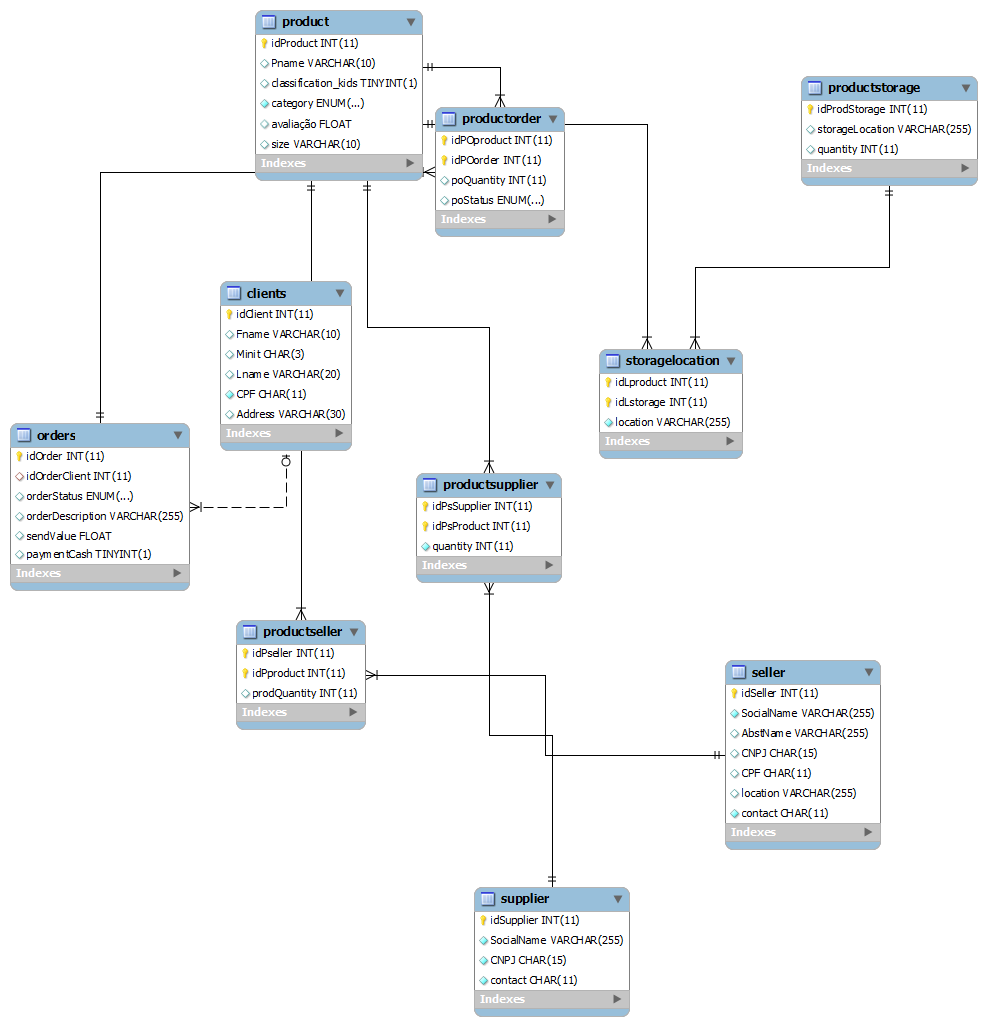 product
idProduct INT(11)
Pname VARCHAR(10)
classification_kids TINYINT(1)
category ENUM(...)
avaliação FLOAT
size VARCHAR(10)
Indexes
productorder
idPOproduct INT(11)
idPOorder INT(11)
poQuantity INT(11)
poStatus ENUM(...)
Indexes
productstorage
idProdStorage INT(11)
storageLocation VARCHAR(255)
quantity INT(11)
Indexes
clients
idClient INT(11)
Fname VARCHAR(10)
Minit CHAR(3)
Lname VARCHAR(20)
CPF CHAR(11)
Address VARCHAR(30)
Indexes
storagelocation
idLproduct INT(11)
idLstorage INT(11)
location VARCHAR(255)
Indexes
orders
idOrder INT(11)
idOrderClient INT(11)
orderStatus ENUM(...)
orderDescription VARCHAR(255)
sendValue FLOAT
paymentCash TINYINT(1)
Indexes
productsupplier
idPsSupplier INT(11)
idPsProduct INT(11)
quantity INT(11)
Indexes
productseller
idPseller INT(11)
idPproduct INT(11)
prodQuantity INT(11)
Indexes
seller
idSeller INT(11)
SocialName VARCHAR(255)
AbstName VARCHAR(255)
CNPJ CHAR(15)
CPF CHAR(11)
location VARCHAR(255)
contact CHAR(11)
Indexes
supplier
idSupplier INT(11)
SocialName VARCHAR(255)
CNPJ CHAR(15)
contact CHAR(11)
Indexes